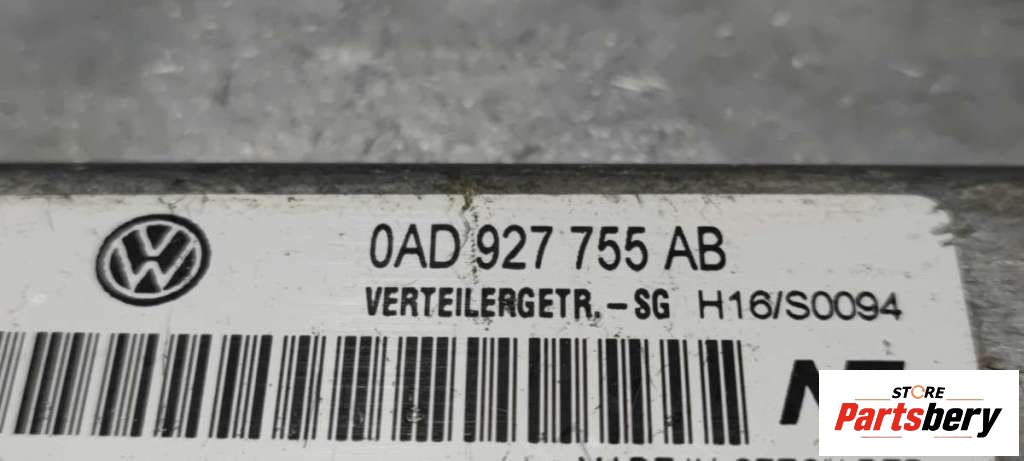 0AD 927 755 AB
VERTEILERGETR.-SG H16/S0094
STORE
Partsbery